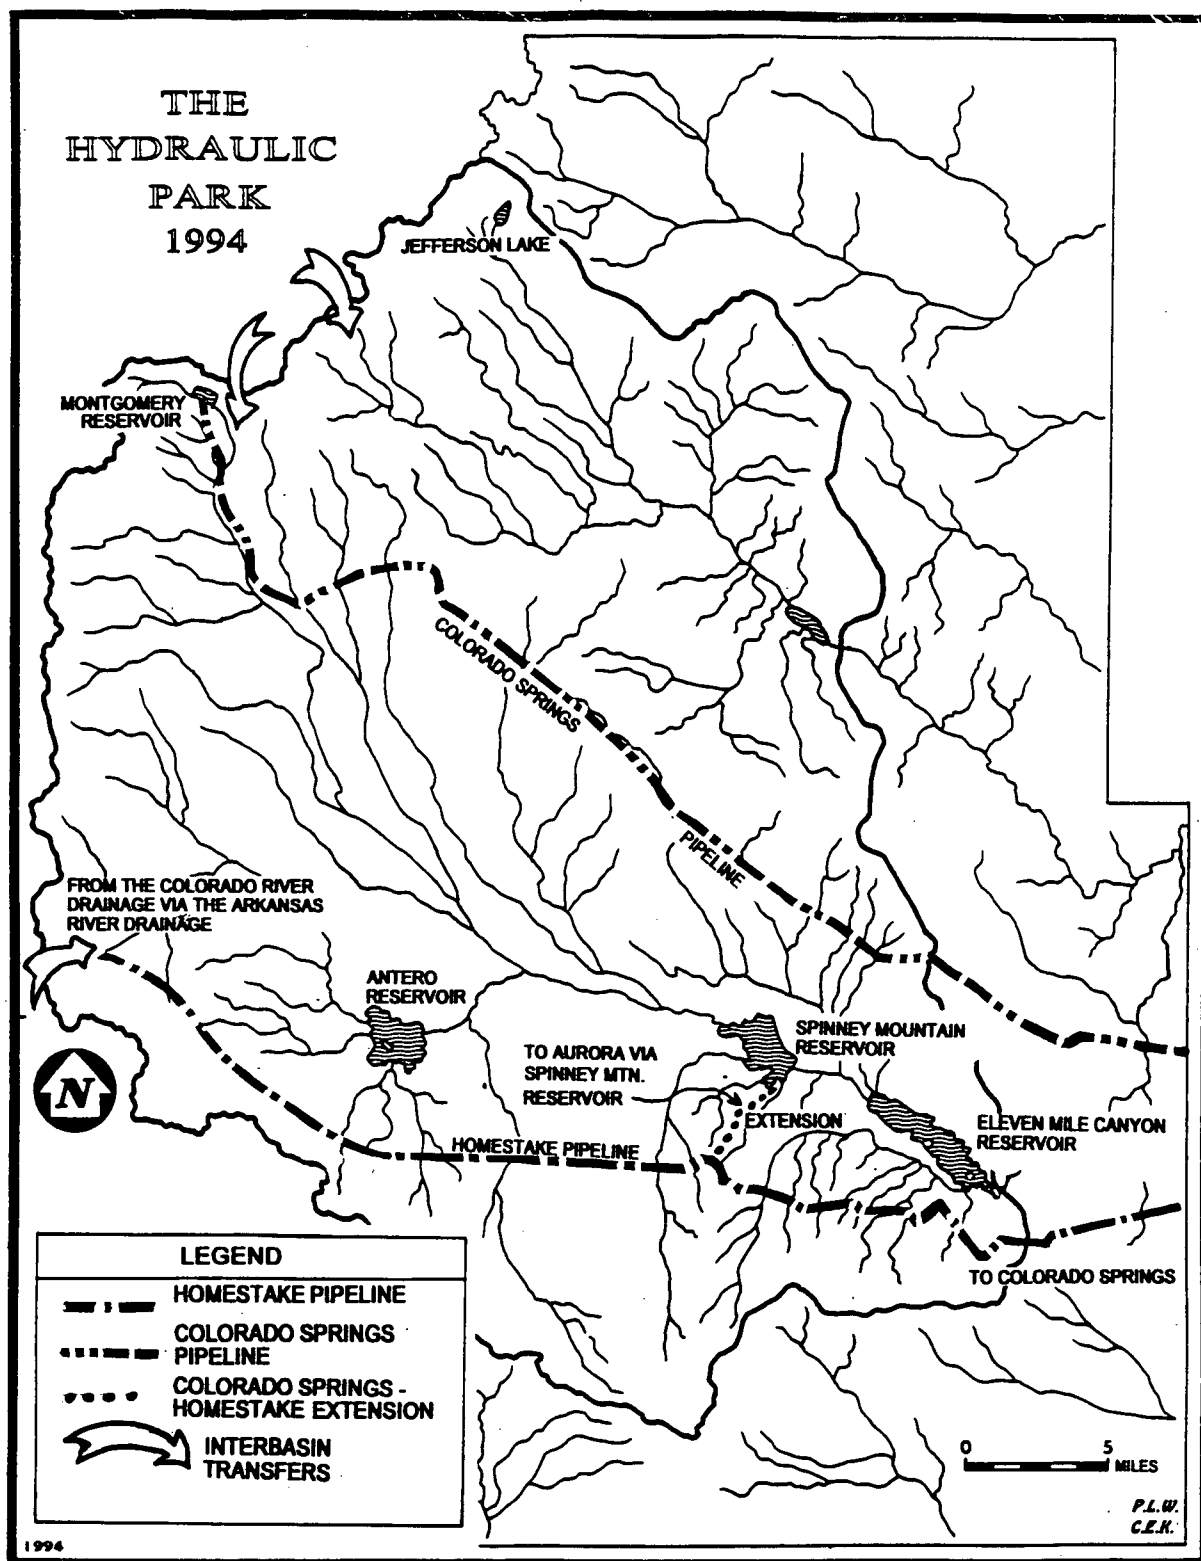 THE
HYDRAULIC
PARK
1994
JEFFERSON LAKE
MONTGOMERY
RESERVOIR
COLORADO SPRINGS
PIPELINE
FROM THE COLORADO RIVER
DRAINAGE VIA THE ARKANSAS
RIVER DRAINAGE
ANTERO
RESERVOIR
SPINNEY MOUNTAIN
RESERVOIR
TO AURORA VIA
SPINNEY MTN.
RESERVOIR
EXTENSION
ELEVEN MILE CANYON
RESERVOIR
N
HOMESTAKE PIPELINE
TO COLORADO SPRINGS
LEGEND
HOMESTAKE PIPELINE
COLORADO SPRINGS
PIPELINE
COLORADO SPRINGS -
HOMESTAKE EXTENSION
INTERBASIN
TRANSFERS
0 5
MILES
P.L.W.
C.E.K.
1994